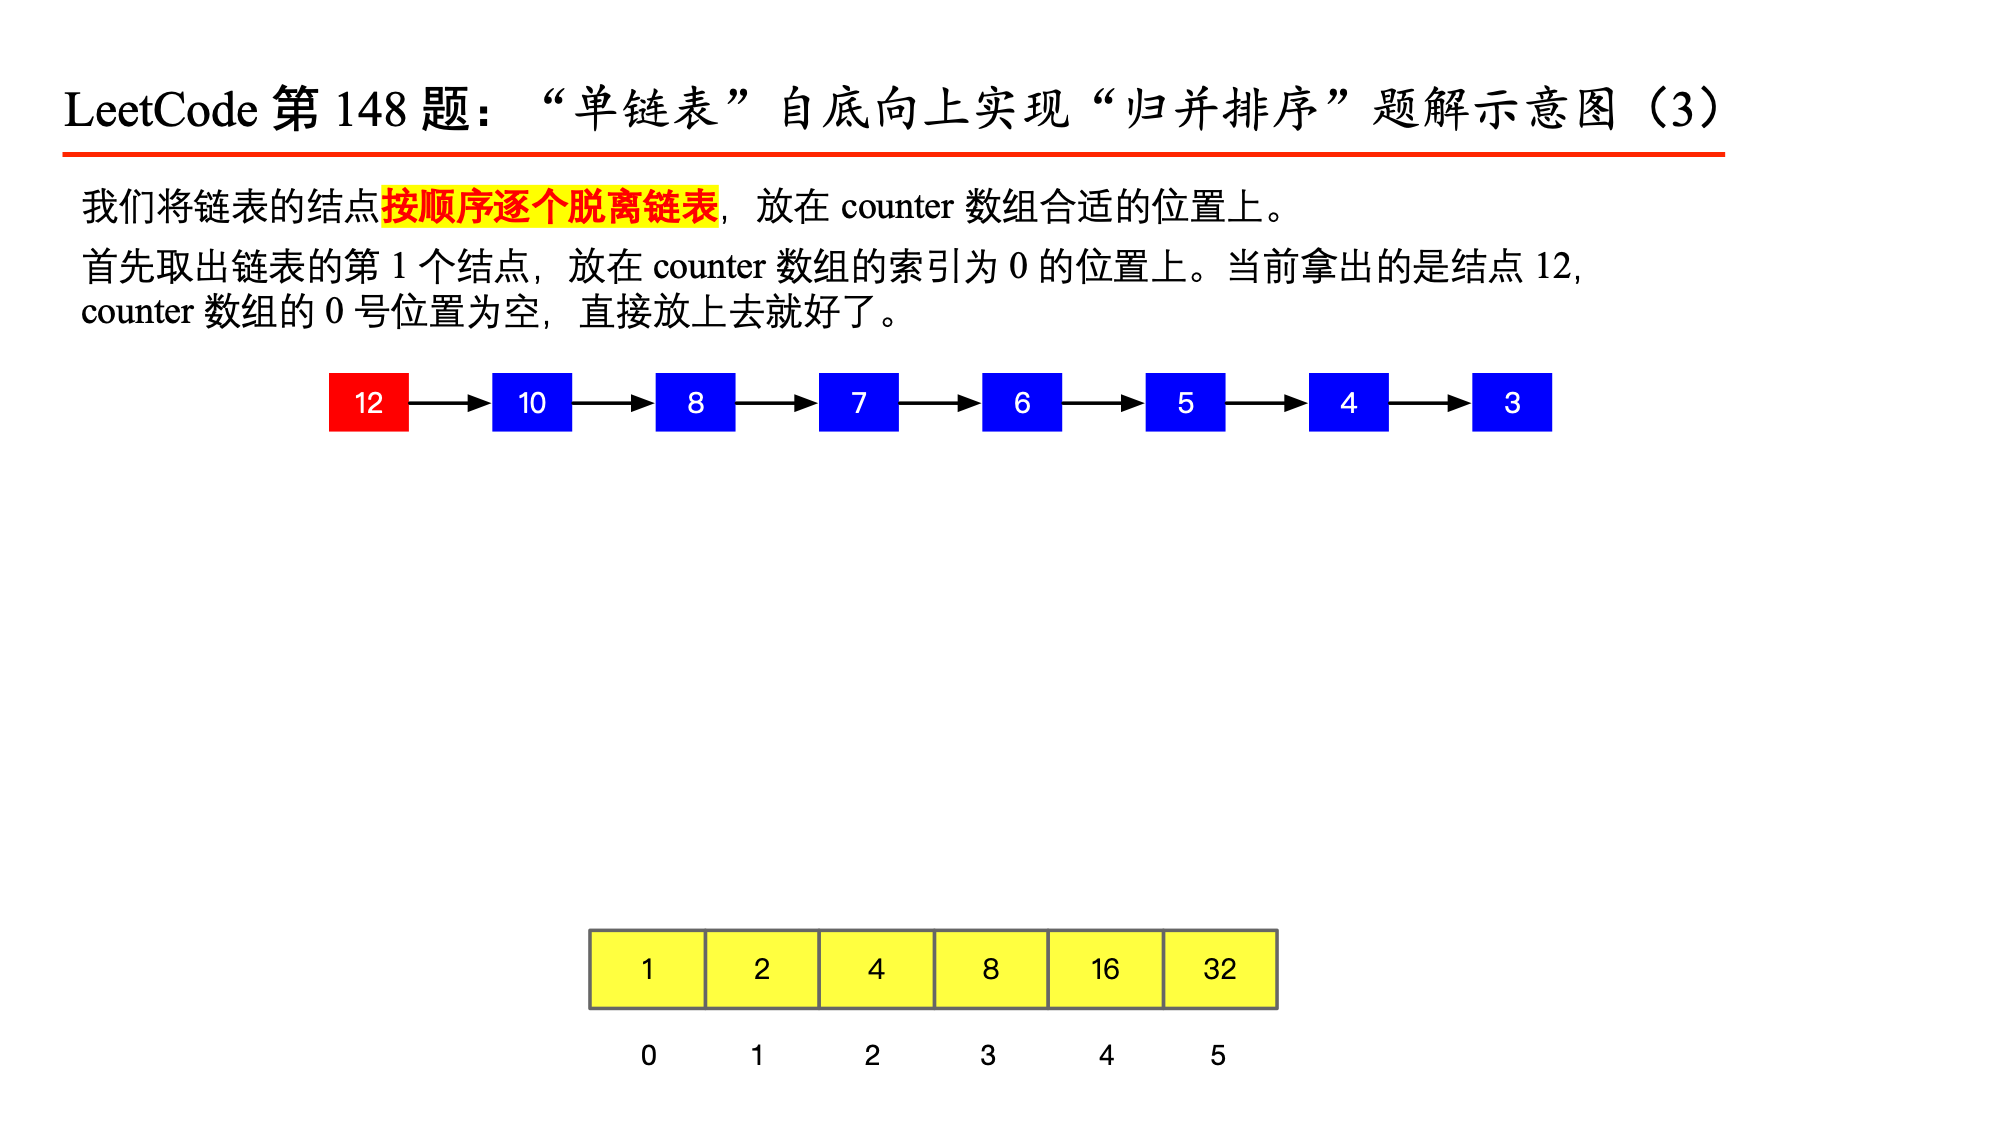 LeetCode 第 148 题：“单链表”自底向上实现“归并排序”题解示意图（3）
我们将链表的结点按顺序逐个脱离链表，放在 counter 数组合适的位置上。
首先取出链表的第 1 个结点，放在 counter 数组的索引为 0 的位置上。当前拿出的是结点 12，
counter 数组的 0 号位置为空，直接放上去就好了。
12 10 8 7 6 5 4 3
1 2 4 8 16 32
0 1 2 3 4 5